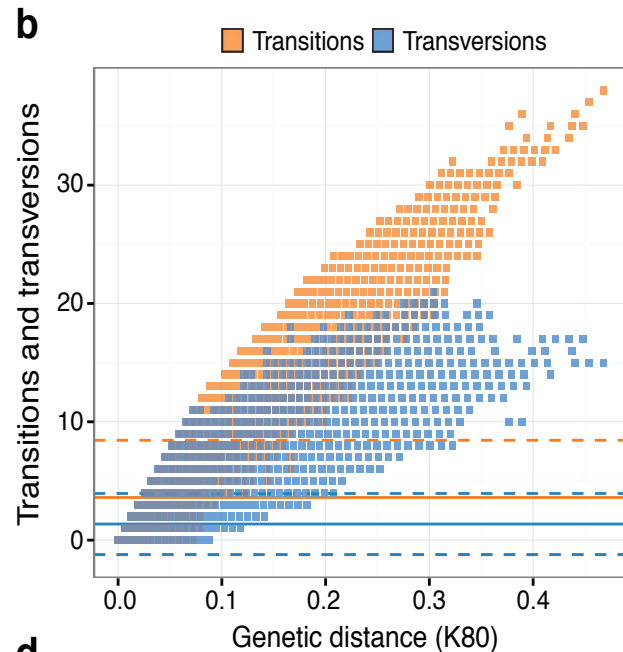 b
Transitions Transversions
Transitions and transversions
30
20
10
0
0.0 0.1 0.2 0.3 0.4
Genetic distance (K80)
d